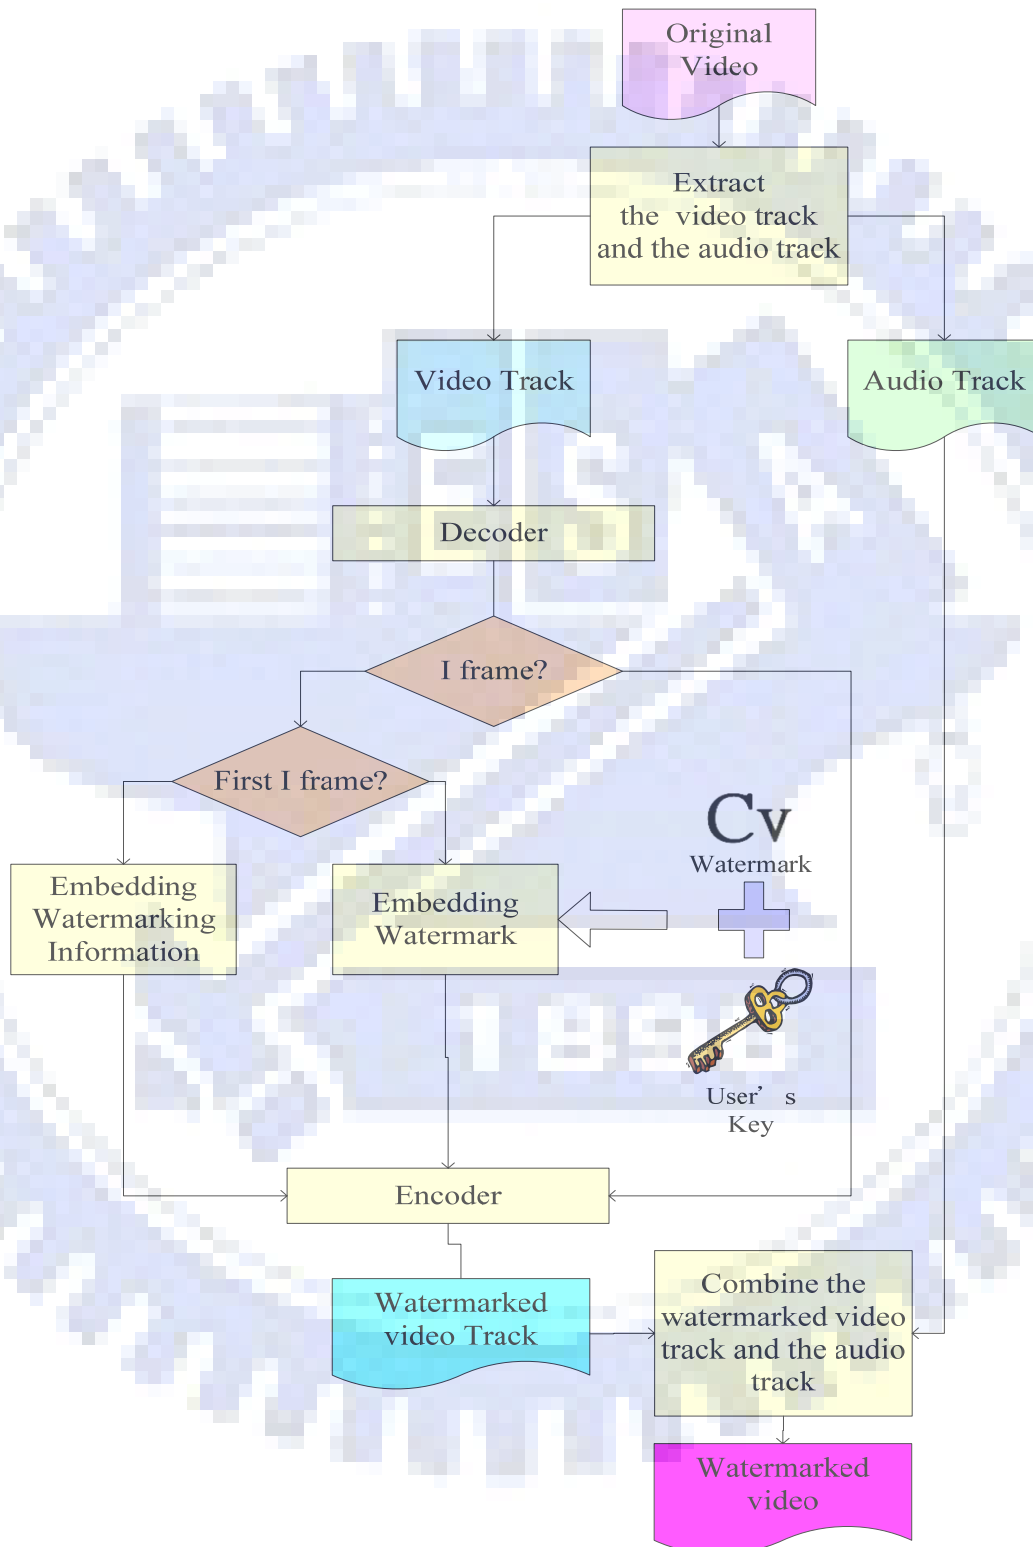 Original
Video
Extract
the video track
and the audio track
Video Track
Audio Track
Decoder
I frame?
First I frame?
Cv
Watermark
Embedding
Watermarking
Information
Embedding
Watermark
User’ s
Key
Encoder
Watermarked
video Track
Combine the
watermarked video
track and the audio
track
Watermarked
video